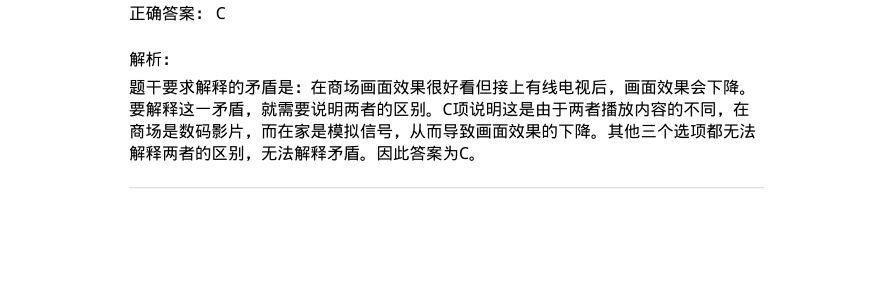 正确答案： C
解析：
题干要求解释的矛盾是：在商场画面效果很好看但接上有线电视后，画面效果会下降。
要解释这一矛盾，就需要说明两者的区别。C项说明这是由于两者播放内容的不同，在
商场是数码影片，而在家是模拟信号，从而导致画面效果的下降。其他三个选项都无法
解释两者的区别，无法解释矛盾。因此答案为C。